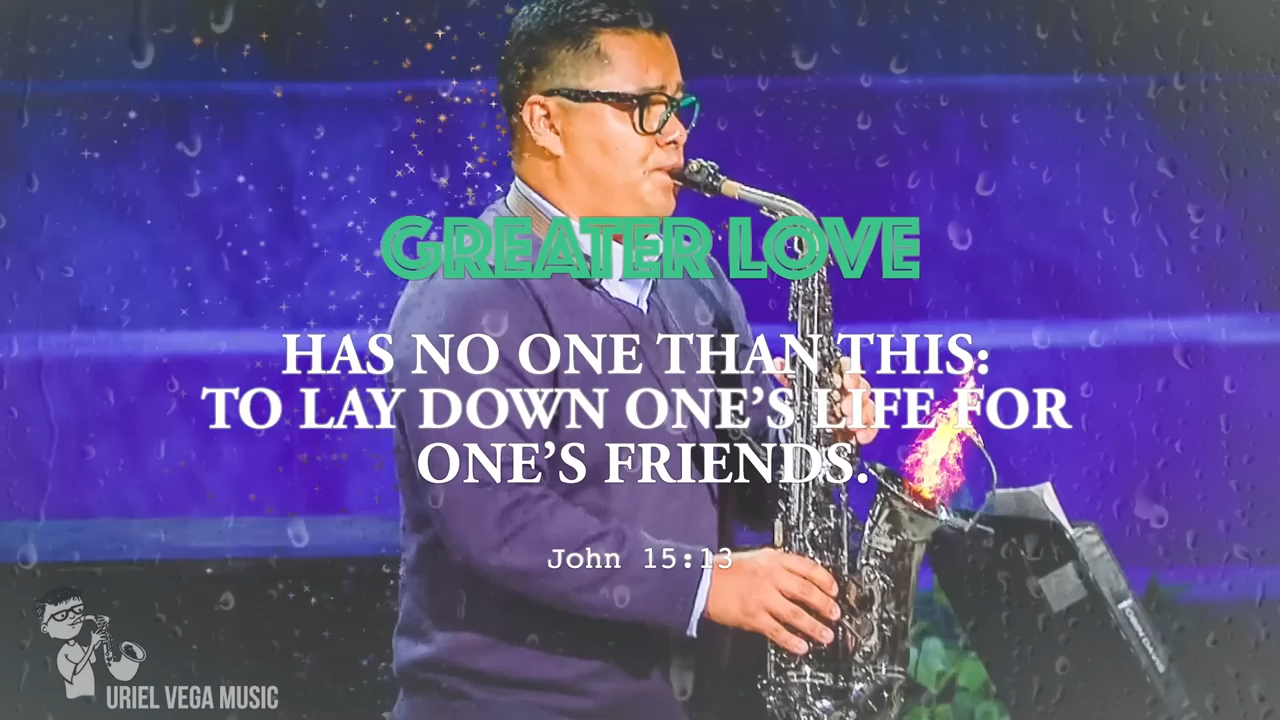 GREATER LOVE
HAS NO ONE THAN THIS:
TO LAY DOWN ONE'S LIFE FOR
ONE'S FRIENDS.
John 15:13
URIEL VEGA MUSIC